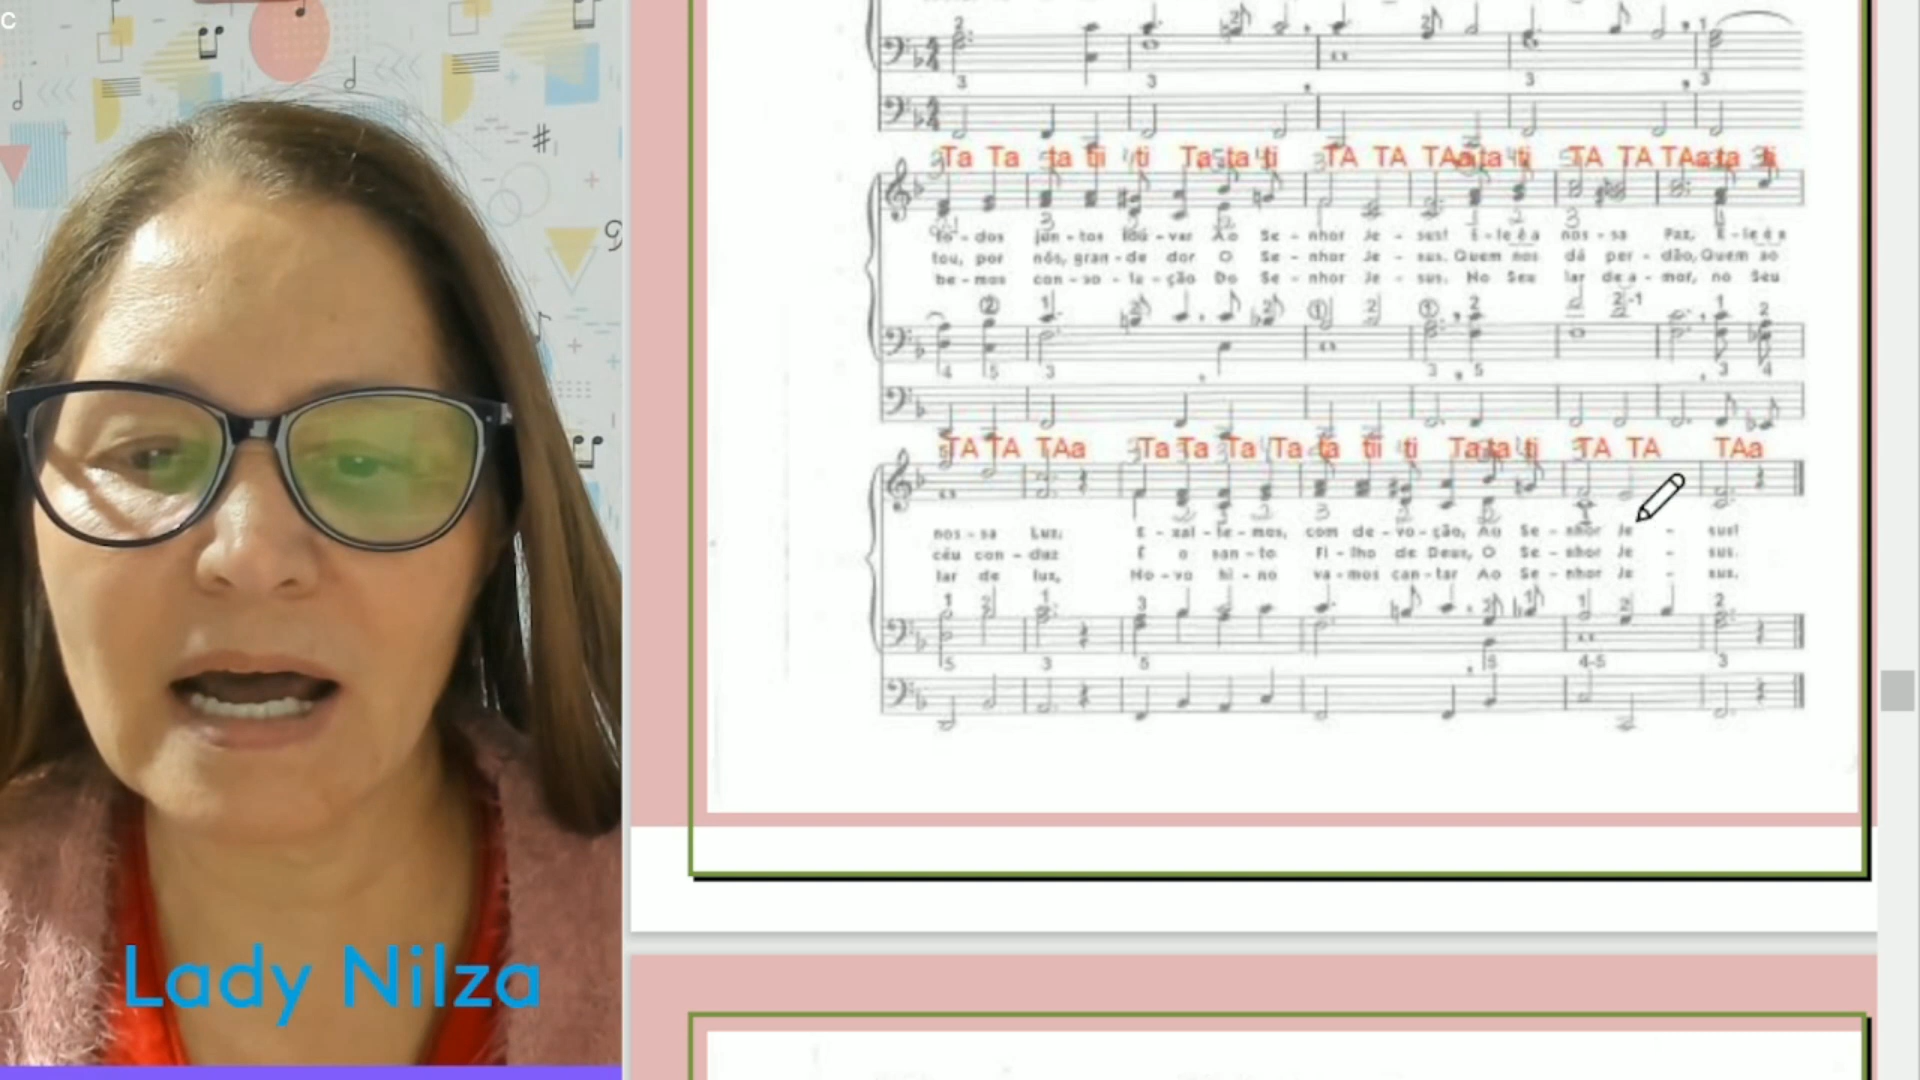 C
Ta Ta ta tii ti Ta ta ti TA TA TAa ta ti TA TA TAa ta ti
to - dos jun - tos lou - var Ao Se - nhor Je - sus! E - le é a nos - sa Paz, E - le é a
tou, por nós, gran - de dor O Se - nhor Je - sus. Quem nos dá per - dão, Quem ao
be - mos con - so - la - ção Do Se - nhor Je - sus. No Seu lar de a - mor, no Seu
TA TA TAa Ta Ta Ta Ta ta tii ti Ta ta ti TA TA TAa
nos - sa Luz; E - xal - te - mos, com de - vo - ção, Ao Se - nhor Je - sus!
céu con - duz É o san - to Fi - lho de Deus, O Se - nhor Je - sus.
lar de luz, No - vo hi - no va - mos can - tar Ao Se - nhor Je - sus.
Lady Nilza